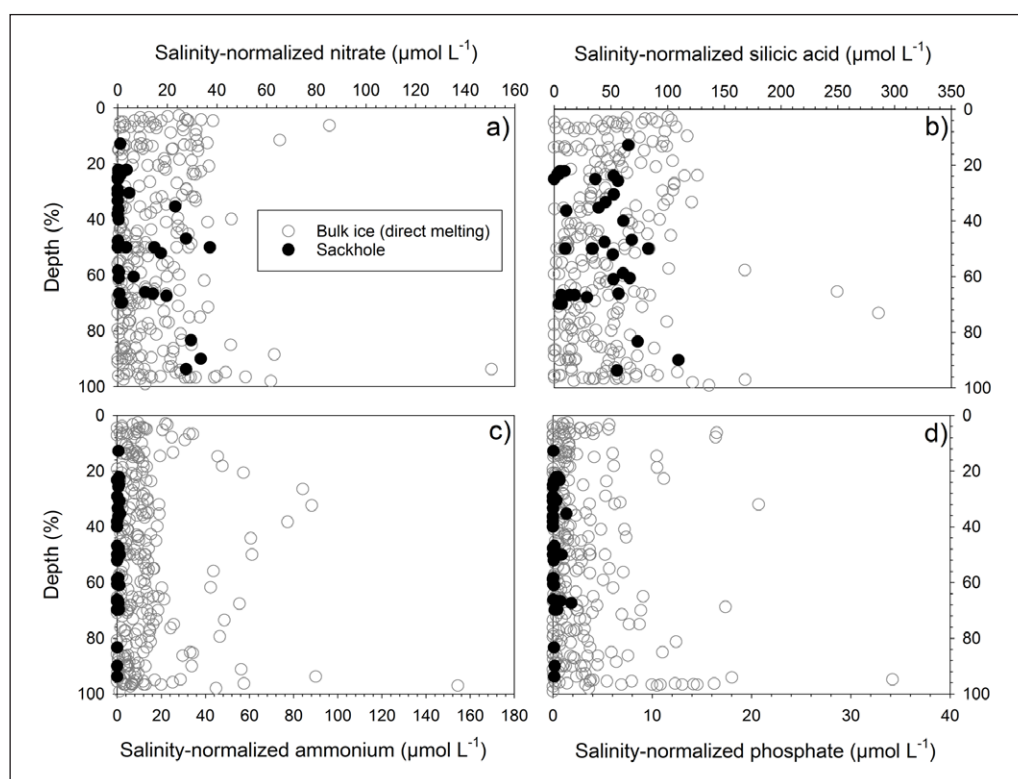 Salinity-normalized nitrate (µmol L⁻¹)
Salinity-normalized silicic acid (µmol L⁻¹)
0 20 40 60 80 100 120 140 160
0 50 100 150 200 250 300 350
0
20
40
60
80
100
Depth (%)
a)
Bulk ice (direct melting)
Sackhole
b)
0
20
40
60
80
100
0
20
40
60
80
100
Depth (%)
c)
d)
0
20
40
60
80
100
0 20 40 60 80 100 120 140 160 180
0 10 20 30 40
Salinity-normalized ammonium (µmol L⁻¹)
Salinity-normalized phosphate (µmol L⁻¹)